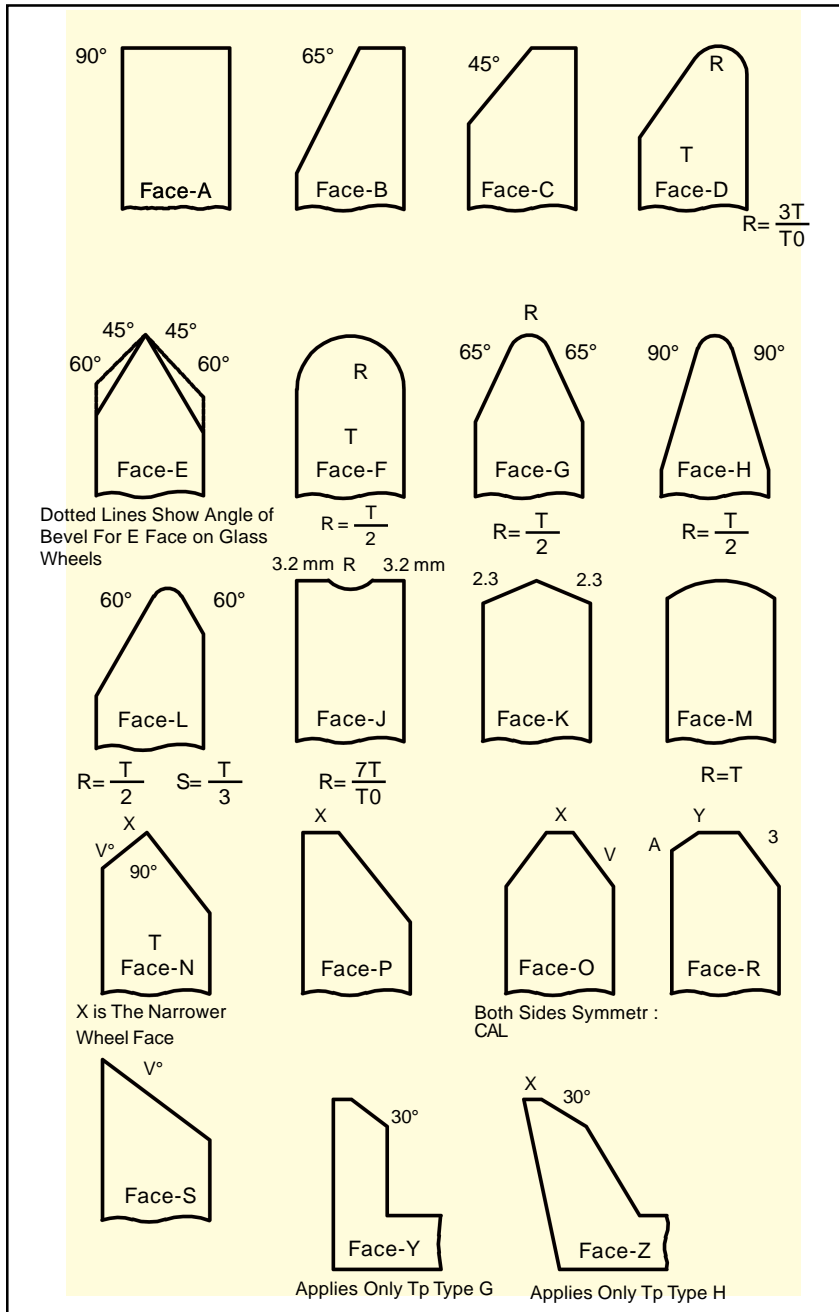 90°
65°
45°
R
T
Face-A
Face-B
Face-C
Face-D
R= 3T
T0
45° 45°
60° 60°
Face-E
Dotted Lines Show Angle of
Bevel For E Face on Glass
Wheels
R
T
Face-F
R = T
2
R
65° 65°
Face-G
R= T
2
90° 90°
Face-H
R= T
2
60° 60°
Face-L
R= T
2
S= T
3
3.2 mm R 3.2 mm
Face-J
R= 7T
T0
2.3 2.3
Face-K
Face-M
R=T
X
V°
90°
T
Face-N
X is The Narrower
Wheel Face
X
Face-P
X
V
Face-O
Both Sides Symmetr :
CAL
Y
A
3
Face-R
V°
Face-S
30°
Face-Y
Applies Only Tp Type G
X
30°
Face-Z
Applies Only Tp Type H